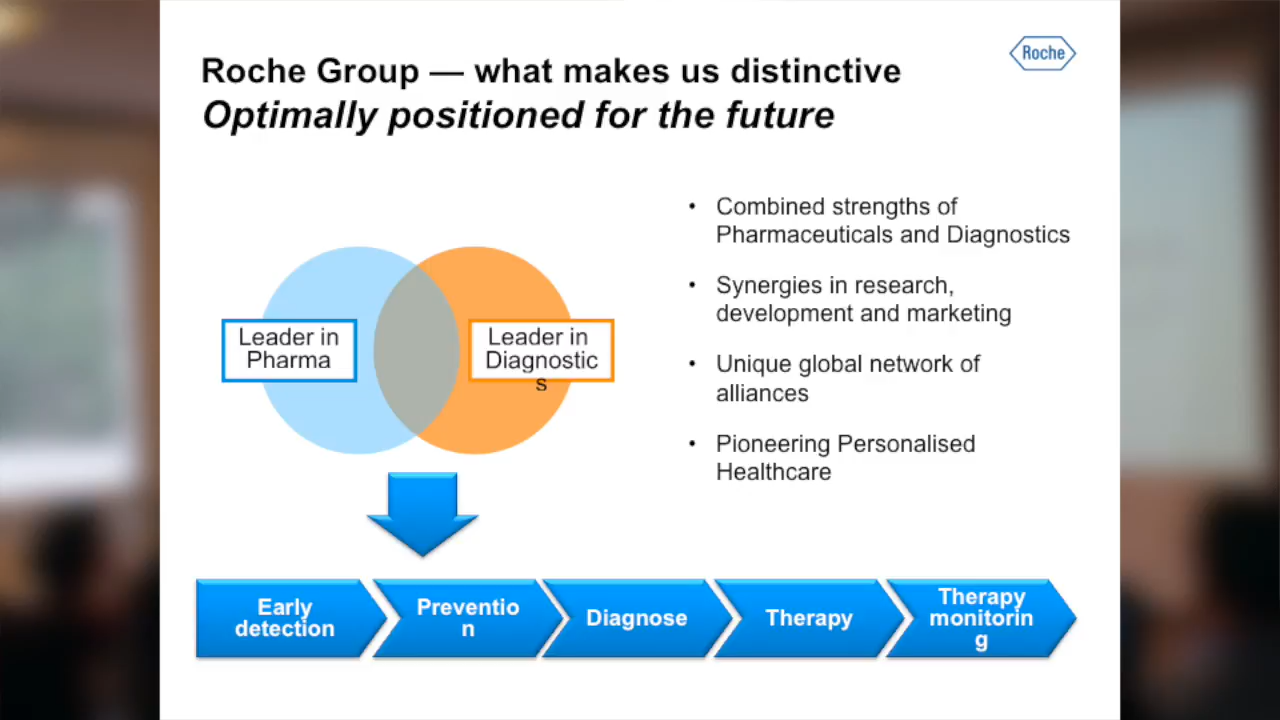 Roche Group — what makes us distinctive
Optimally positioned for the future
Roche
Leader in
Pharma
Leader in
Diagnostic
s
• Combined strengths of
Pharmaceuticals and Diagnostics
• Synergies in research,
development and marketing
• Unique global network of
alliances
• Pioneering Personalised
Healthcare
Early
detection
Preventio
n
Diagnose
Therapy
Therapy
monitorin
g